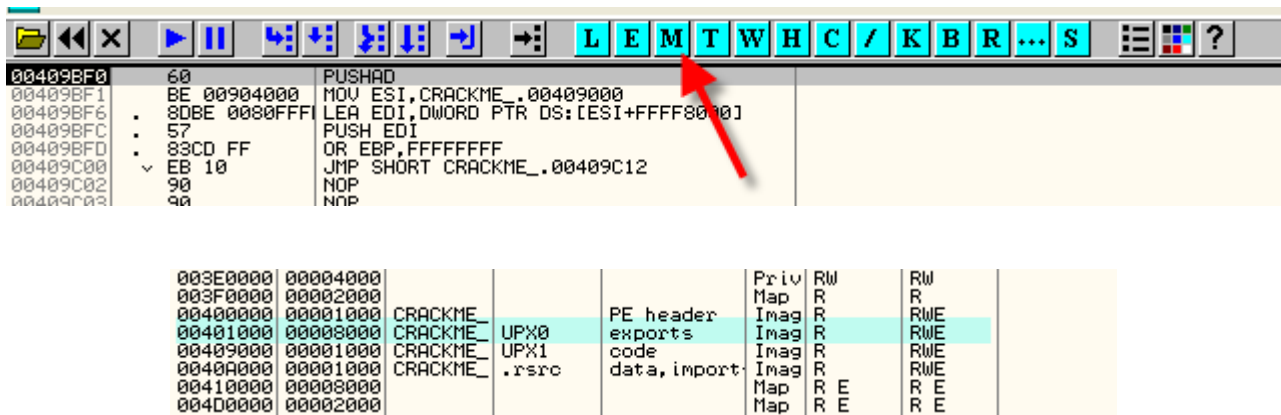 L E M T W H C / K B R ... S ?
00409BF0 60 PUSHAD
00409BF1 BE 00904000 MOV ESI,CRACKME_.00409000
00409BF6 . 8DBE 0080FFFI LEA EDI,DWORD PTR DS:[ESI+FFFF8000]
00409BFC . 57 PUSH EDI
00409BFD . 83CD FF OR EBP,FFFFFFFF
00409C00 v EB 10 JMP SHORT CRACKME_.00409C12
00409C02 90 NOP
00409C03 90 NOP
003E0000 00004000 Priv RW RW
003F0000 00002000 Map R R
00400000 00001000 CRACKME_ PE header Imag R RWE
00401000 00008000 CRACKME_ UPX0 exports Imag R RWE
00409000 00001000 CRACKME_ UPX1 code Imag R RWE
0040A000 00001000 CRACKME_ .rsrc data,import Imag R RWE
00410000 00008000 Map R E R E
004D0000 00002000 Map R E R E